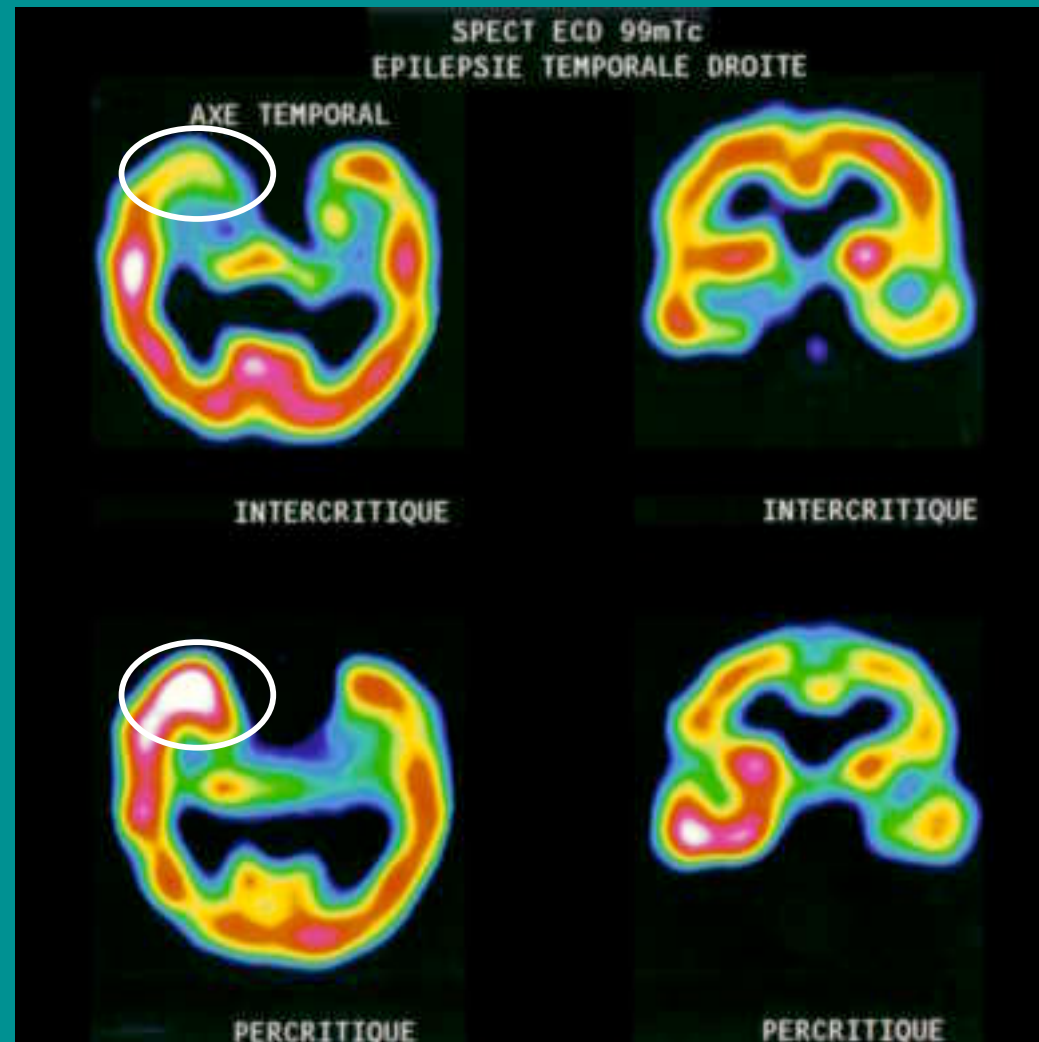 SPECT ECD 99mTc
EPILEPSIE TEMPORALE DROITE
AXE TEMPORAL
INTERCRITIQUE
INTERCRITIQUE
PERCRITIQUE
PERCRITIQUE